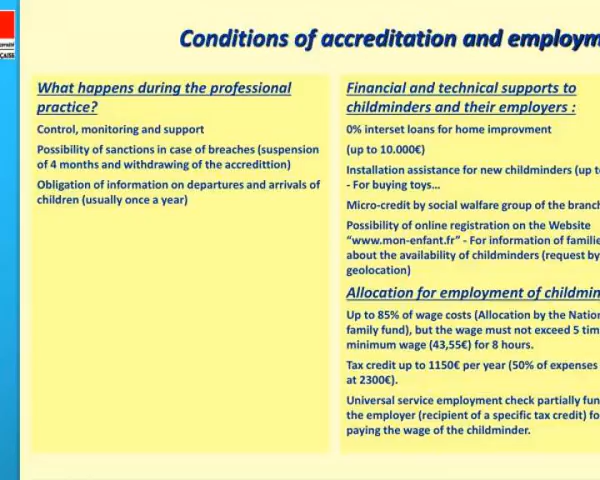 Conditions of accreditation and employm
What happens during the professional
practice?
Control, monitoring and support
Possibility of sanctions in case of breaches (suspension
of 4 months and withdrawing of the accredittion)
Obligation of information on departures and arrivals of
children (usually once a year)
Financial and technical supports to
childminders and their employers :
0% interset loans for home improvment
(up to 10.000€)
Installation assistance for new childminders (up t
- For buying toys…
Micro-credit by social welfare group of the branc
Possibility of online registration on the Website
“www.mon-enfant.fr” - For information of familie
about the availability of childminders (request by
geolocation)
Allocation for employment of childmin
Up to 85% of wage costs (Allocation by the Nation
family fund), but the wage must not exceed 5 tim
minimum wage (43,55€) for 8 hours.
Tax credit up to 1150€ per year (50% of expenses
at 2300€).
Universal service employment check partially fun
the employer (recipient of a specific tax credit) fo
paying the wage of the childminder.